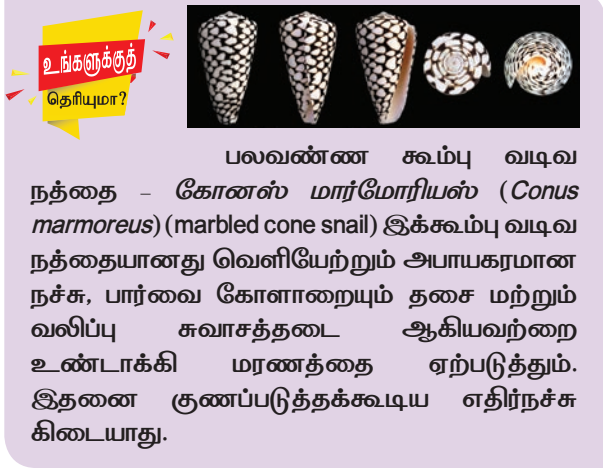 உங்களுக்குத்
தெரியுமா?
பலவண்ண கூம்பு வடிவ
நத்தை – கோனஸ் மார்மோரியஸ் (Conus
marmoreus) (marbled cone snail) இக்கூம்பு வடிவ
நத்தையானது வெளியேற்றும் அபாயகரமான
நச்சு, பார்வை கோளாறையும் தசை மற்றும்
வலிப்பு சுவாசத்தடை ஆகியவற்றை
உண்டாக்கி மரணத்தை ஏற்படுத்தும்.
இதனை குணப்படுத்தக்கூடிய எதிர்நச்சு
கிடையாது.